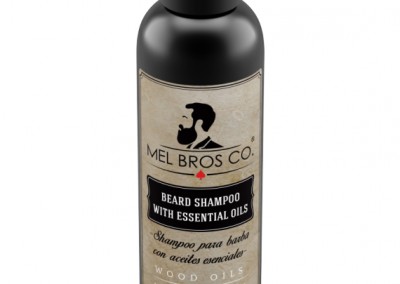 MEL BROS CO.®
BEARD SHAMPOO
WITH ESSENTIAL OILS
-Shampoo para barba
con aceites esenciales-
WOOD OILS